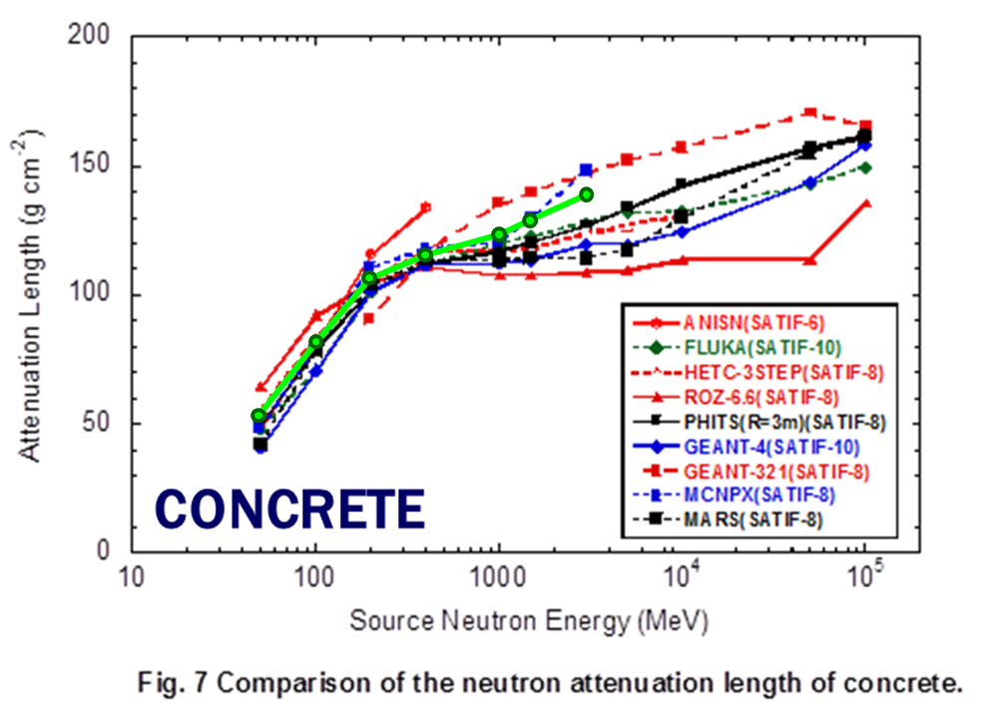 200
150
100
50
0
Attenuation Length (g cm⁻²)
ANISN(SATIF-6)
FLUKA(SATIF-10)
HETC-3STEP(SATIF-8)
ROZ-6.6(SATIF-8)
PHITS(R=3m)(SATIF-8)
GEANT-4(SATIF-10)
GEANT-321(SATIF-8)
MCNPX(SATIF-8)
MARS(SATIF-8)
CONCRETE
10 100 1000 10⁴ 10⁵
Source Neutron Energy (MeV)
Fig. 7 Comparison of the neutron attenuation length of concrete.